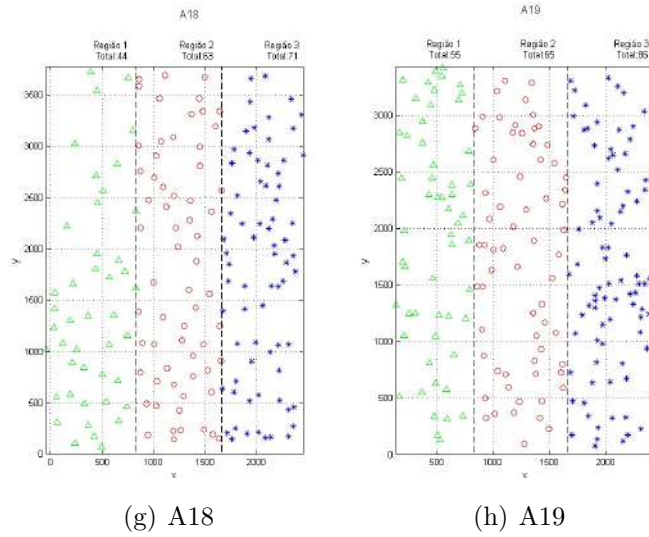 A18
Região 1 Região 2 Região 3
Total:44 Total:63 Total:71
3500
3000
2500
2000
1500
1000
500
0
y
0 500 1000 1500 2000
x
(g) A18
A19
Região 1 Região 2 Região 3
Total:55 Total:65 Total:86
3000
2500
2000
1500
1000
500
0
y
500 1000 1500 2000
x
(h) A19